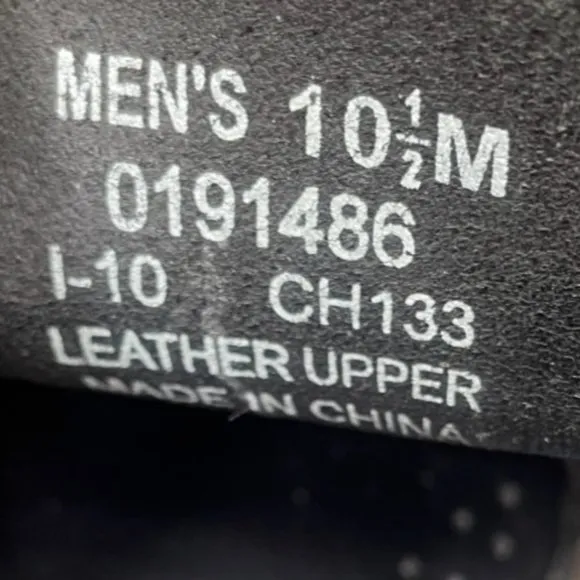 MEN'S 10½M
0191486
I-10 CH133
LEATHER UPPER
MADE IN CHINA